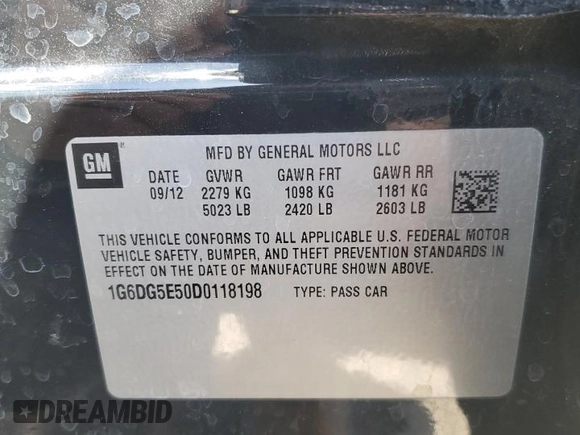 GM
MFD BY GENERAL MOTORS LLC
DATE GVWR GAWR FRT GAWR RR
09/12 2279 KG 1098 KG 1181 KG
5023 LB 2420 LB 2603 LB
THIS VEHICLE CONFORMS TO ALL APPLICABLE U.S. FEDERAL MOTOR
VEHICLE SAFETY, BUMPER, AND THEFT PREVENTION STANDARDS IN
EFFECT ON THE DATE OF MANUFACTURE SHOWN ABOVE.
1G6DG5E50D0118198 TYPE: PASS CAR
DREAMBID